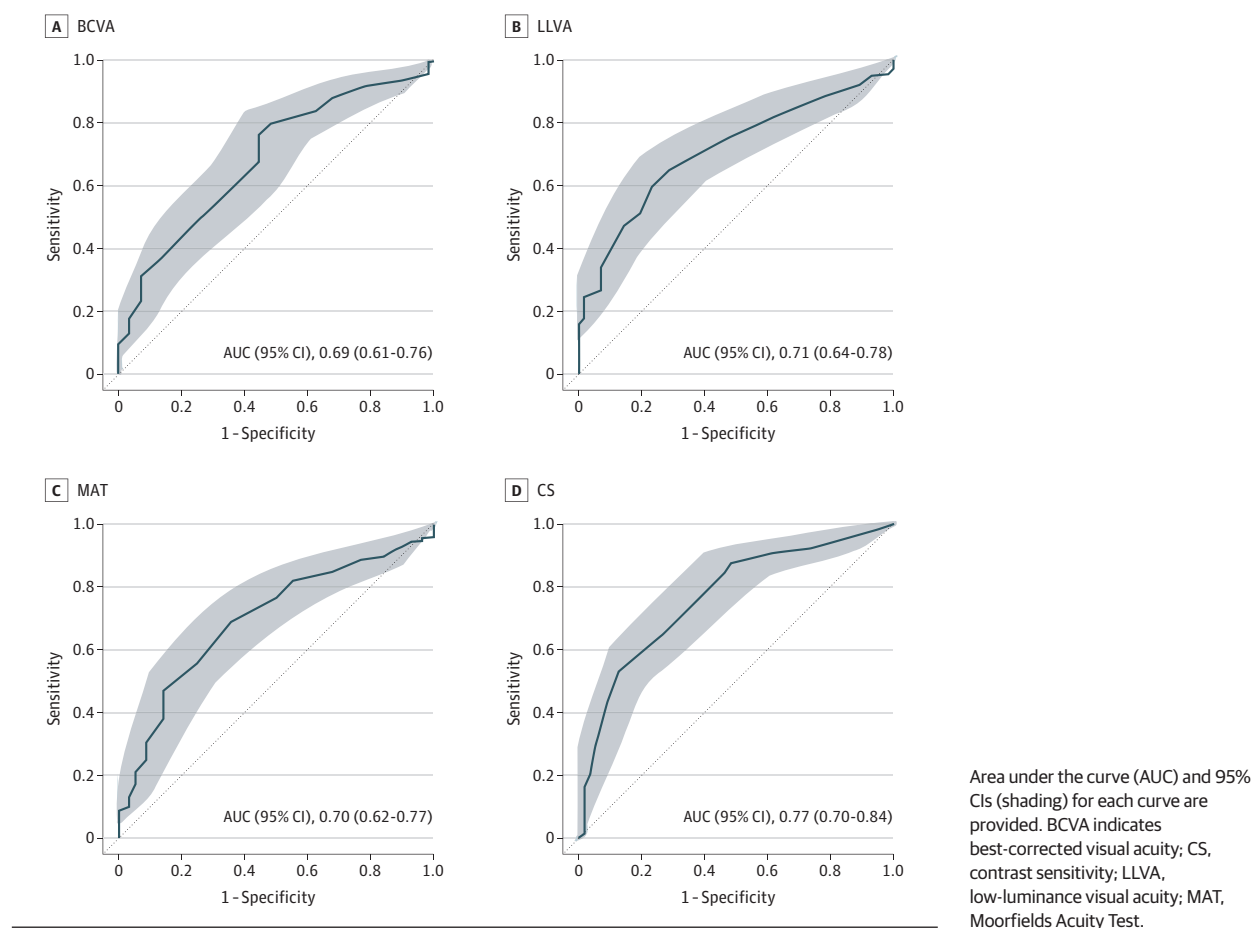 A BCVA
1.0
0.8
0.6
0.4
0.2
0
Sensitivity
AUC (95% CI), 0.69 (0.61-0.76)
0 0.2 0.4 0.6 0.8 1.0
1 - Specificity
B LLVA
1.0
0.8
0.6
0.4
0.2
0
Sensitivity
AUC (95% CI), 0.71 (0.64-0.78)
0 0.2 0.4 0.6 0.8 1.0
1 - Specificity
C MAT
1.0
0.8
0.6
0.4
0.2
0
Sensitivity
AUC (95% CI), 0.70 (0.62-0.77)
0 0.2 0.4 0.6 0.8 1.0
1 - Specificity
D CS
1.0
0.8
0.6
0.4
0.2
0
Sensitivity
AUC (95% CI), 0.77 (0.70-0.84)
0 0.2 0.4 0.6 0.8 1.0
1 - Specificity
Area under the curve (AUC) and 95%
CIs (shading) for each curve are
provided. BCVA indicates
best-corrected visual acuity; CS,
contrast sensitivity; LLVA,
low-luminance visual acuity; MAT,
Moorfields Acuity Test.